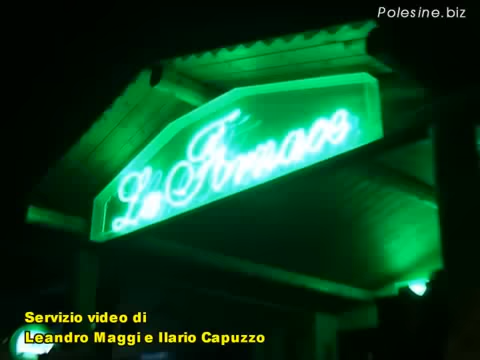 Polesine.biz
La Fornace
Servizio video di
Leandro Maggi e Ilario Capuzzo